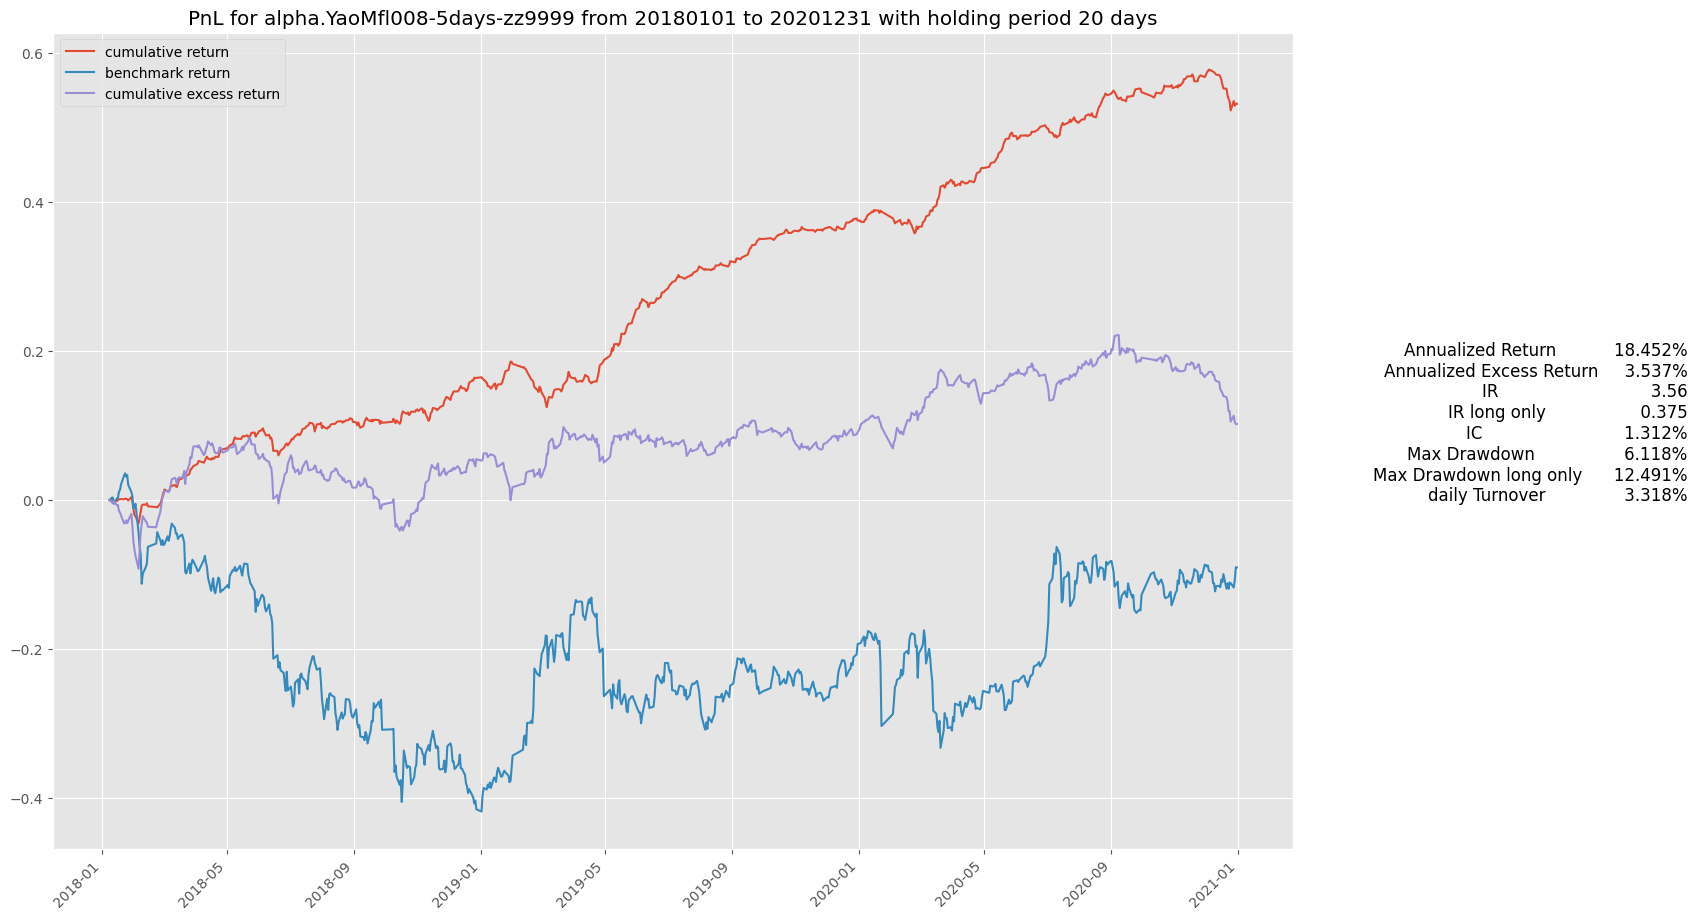 PnL for alpha.YaoMfl008-5days-zz9999 from 20180101 to 20201231 with holding period 20 days
cumulative return
benchmark return
cumulative excess return
0.6
0.4
0.2
0.0
−0.2
−0.4
2018-01
2018-05
2018-09
2019-01
2019-05
2019-09
2020-01
2020-05
2020-09
2021-01
Annualized Return 18.452%
Annualized Excess Return 3.537%
IR 3.56
IR long only 0.375
IC 1.312%
Max Drawdown 6.118%
Max Drawdown long only 12.491%
daily Turnover 3.318%